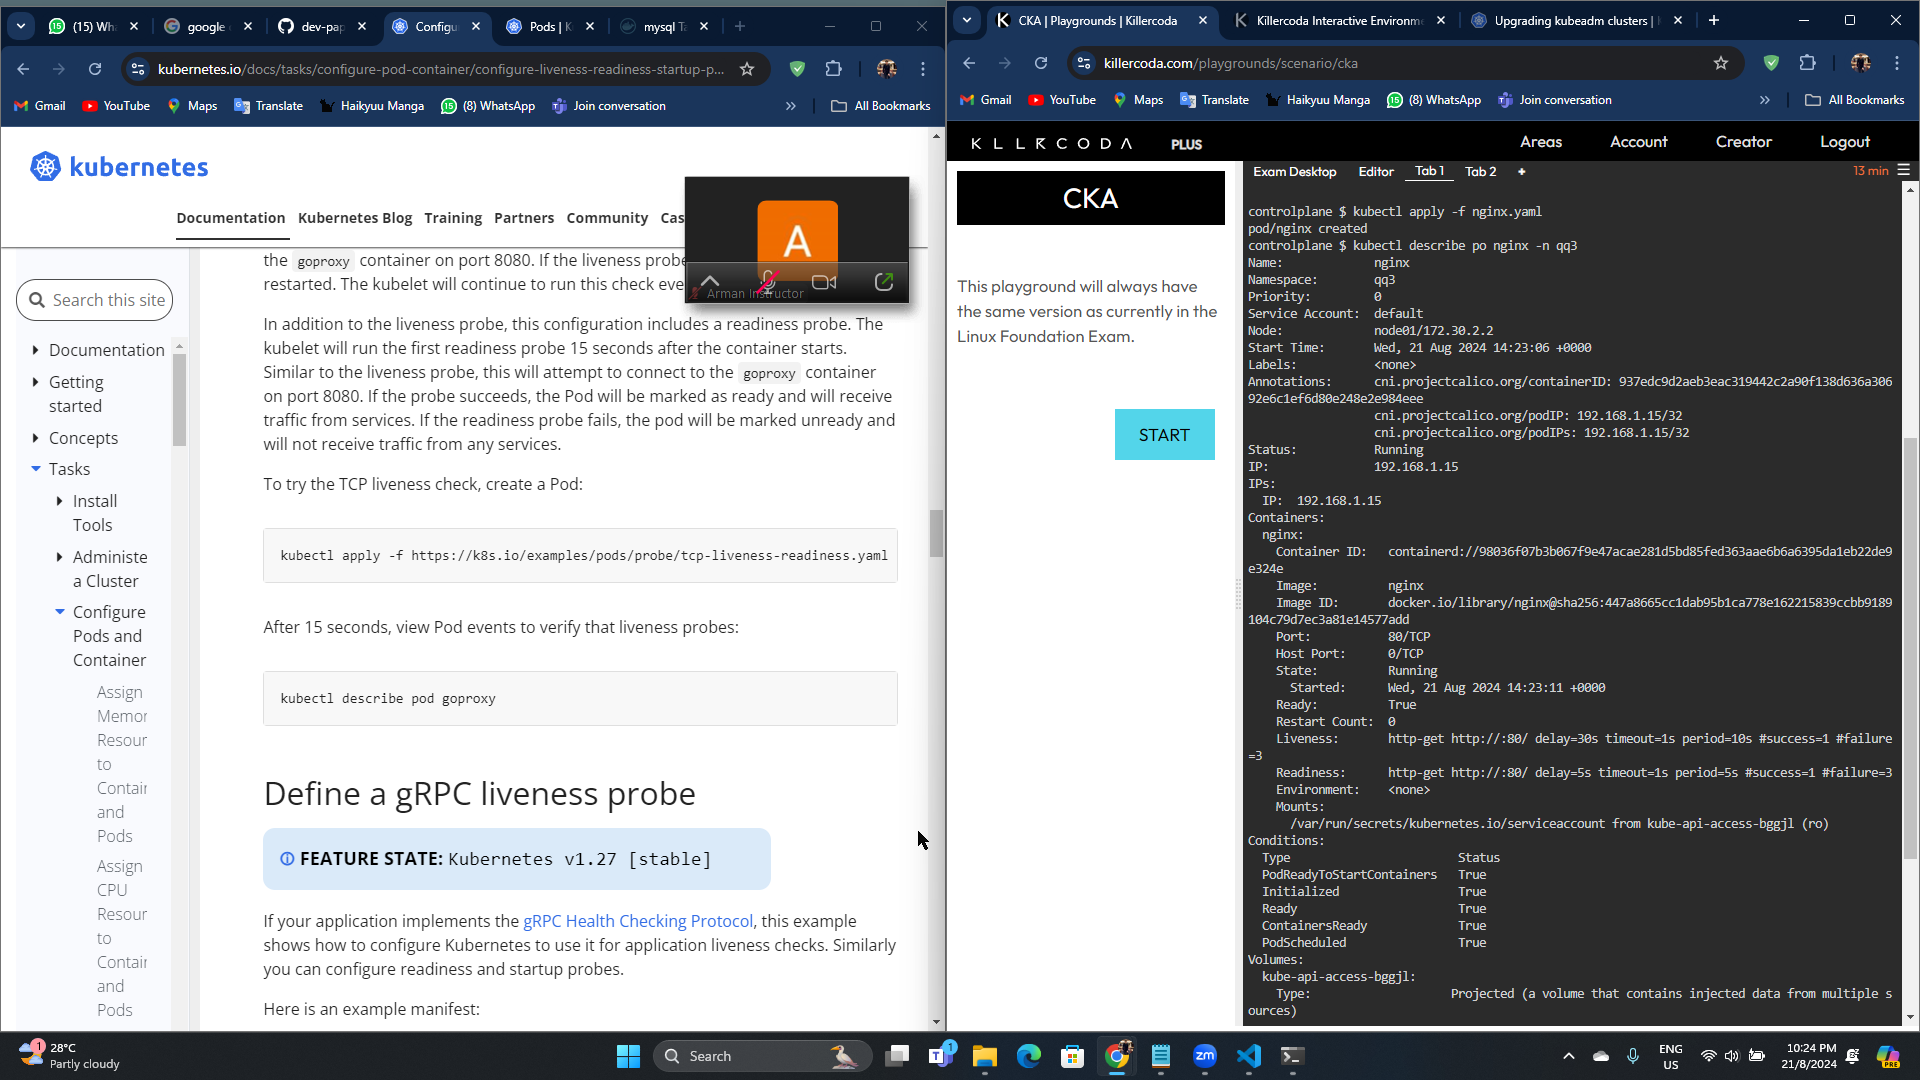 (15) Wh
google
dev-pap
Configu
Pods | K
mysql Ta
kubernetes.io/docs/tasks/configure-pod-container/configure-liveness-readiness-startup-p...
Gmail
YouTube
Maps
Translate
Haikyuu Manga
(8) WhatsApp
Join conversation
»
All Bookmarks
kubernetes
Documentation
Kubernetes Blog
Training
Partners
Community
Cas
A
Arman Instructor
Search this site
Documentation
Getting
started
Concepts
Tasks
Install
Tools
Administe
a Cluster
Configure
Pods and
Container
Assign
Memor
Resour
to
Contair
and
Pods
Assign
CPU
Resour
to
Contair
and
Pods
the goproxy container on port 8080. If the liveness probe
restarted. The kubelet will continue to run this check eve
In addition to the liveness probe, this configuration includes a readiness probe. The
kubelet will run the first readiness probe 15 seconds after the container starts.
Similar to the liveness probe, this will attempt to connect to the goproxy container
on port 8080. If the probe succeeds, the Pod will be marked as ready and will receive
traffic from services. If the readiness probe fails, the pod will be marked unready and
will not receive traffic from any services.
To try the TCP liveness check, create a Pod:
kubectl apply -f https://k8s.io/examples/pods/probe/tcp-liveness-readiness.yaml
After 15 seconds, view Pod events to verify that liveness probes:
kubectl describe pod goproxy
Define a gRPC liveness probe
FEATURE STATE: Kubernetes v1.27 [stable]
If your application implements the gRPC Health Checking Protocol, this example
shows how to configure Kubernetes to use it for application liveness checks. Similarly
you can configure readiness and startup probes.
Here is an example manifest:
CKA | Playgrounds | Killercoda
Killercoda Interactive Environm
Upgrading kubeadm clusters |
killercoda.com/playgrounds/scenario/cka
Gmail
YouTube
Maps
Translate
Haikyuu Manga
(8) WhatsApp
Join conversation
»
All Bookmarks
KLLRCODA
PLUS
Areas
Account
Creator
Logout
CKA
This playground will always have
the same version as currently in the
Linux Foundation Exam.
START
Exam Desktop
Editor
Tab 1
Tab 2
+
13 min
controlplane $ kubectl apply -f nginx.yaml
pod/nginx created
controlplane $ kubectl describe po nginx -n qq3
Name: nginx
Namespace: qq3
Priority: 0
Service Account: default
Node: node01/172.30.2.2
Start Time: Wed, 21 Aug 2024 14:23:06 +0000
Labels: <none>
Annotations: cni.projectcalico.org/containerID: 937edc9d2aeb3eac319442c2a90f138d636a306
92e6c1ef6d80e248e2e984eee
cni.projectcalico.org/podIP: 192.168.1.15/32
cni.projectcalico.org/podIPs: 192.168.1.15/32
Status: Running
IP: 192.168.1.15
IPs:
IP: 192.168.1.15
Containers:
nginx:
Container ID: containerd://98036f07b3b067f9e47acae281d5bd85fed363aae6b6a6395da1eb22de9
e324e
Image: nginx
Image ID: docker.io/library/nginx@sha256:447a8665cc1dab95b1ca778e162215839ccbb9189
104c79d7ec3a81e14577add
Port: 80/TCP
Host Port: 0/TCP
State: Running
Started: Wed, 21 Aug 2024 14:23:11 +0000
Ready: True
Restart Count: 0
Liveness: http-get http://:80/ delay=30s timeout=1s period=10s #success=1 #failure
=3
Readiness: http-get http://:80/ delay=5s timeout=1s period=5s #success=1 #failure=3
Environment: <none>
Mounts:
/var/run/secrets/kubernetes.io/serviceaccount from kube-api-access-bggjl (ro)
Conditions:
Type Status
PodReadyToStartContainers True
Initialized True
Ready True
ContainersReady True
PodScheduled True
Volumes:
kube-api-access-bggjl:
Type: Projected (a volume that contains injected data from multiple s
ources)
1
28°C
Partly cloudy
Search
1
zm
ENG
US
10:24 PM
21/8/2024
PRE